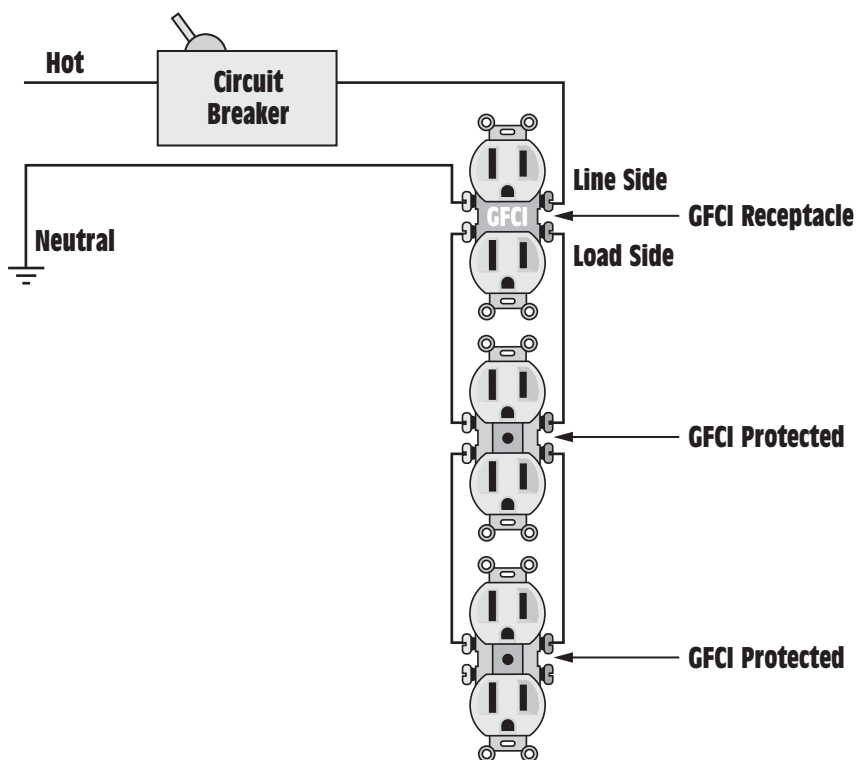 Hot
Circuit
Breaker
Line Side
GFCI
GFCI Receptacle
Neutral
Load Side
GFCI Protected
GFCI Protected